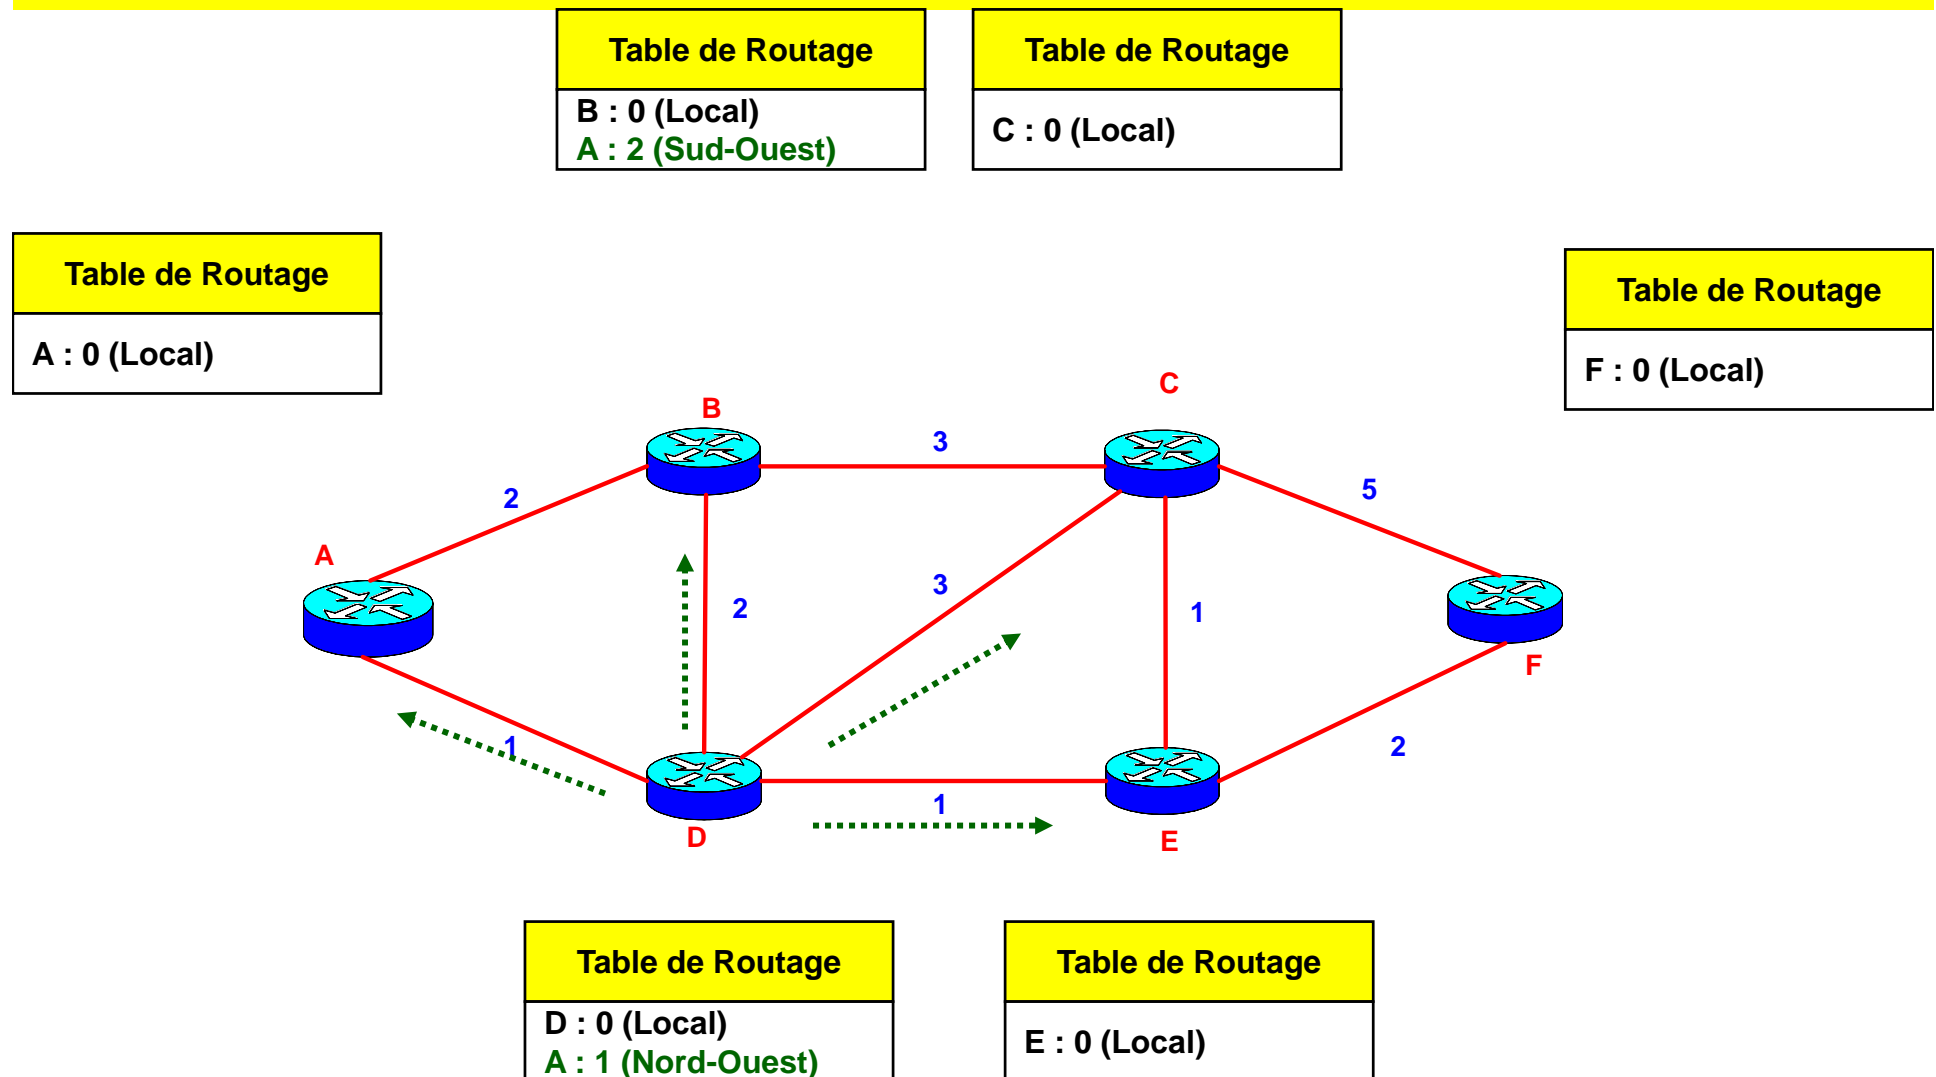 Table de Routage
B : 0 (Local)
A : 2 (Sud-Ouest)
Table de Routage
C : 0 (Local)
Table de Routage
A : 0 (Local)
Table de Routage
F : 0 (Local)
C
B
3
5
2
A
3
2
1
F
1
2
1
D
E
Table de Routage
D : 0 (Local)
A : 1 (Nord-Ouest)
Table de Routage
E : 0 (Local)